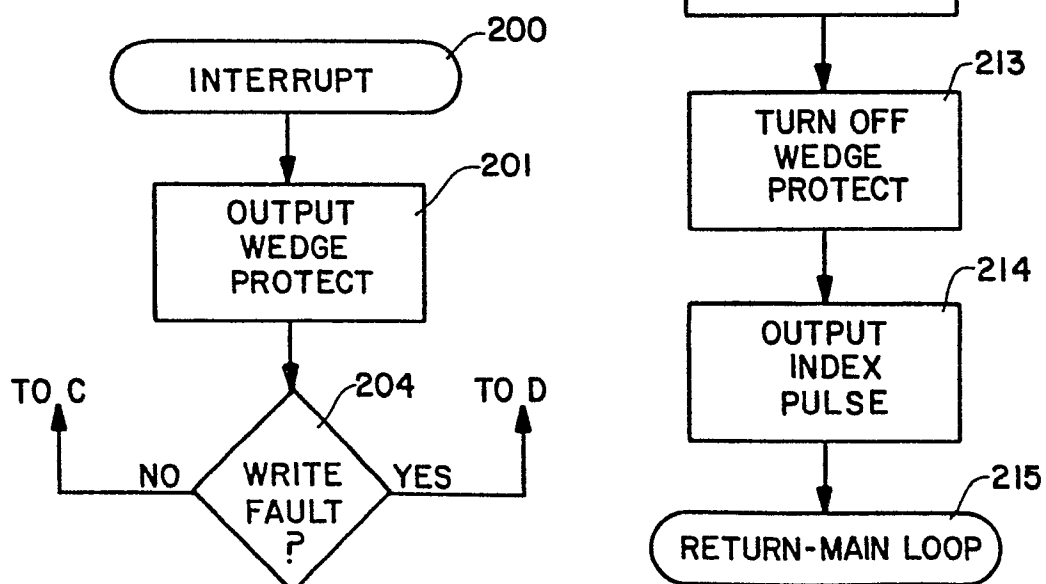 200
INTERRUPT
201
OUTPUT
WEDGE
PROTECT
TO C
204
TO D
NO
WRITE
FAULT
?
YES
213
TURN OFF
WEDGE
PROTECT
214
OUTPUT
INDEX
PULSE
215
RETURN-MAIN LOOP